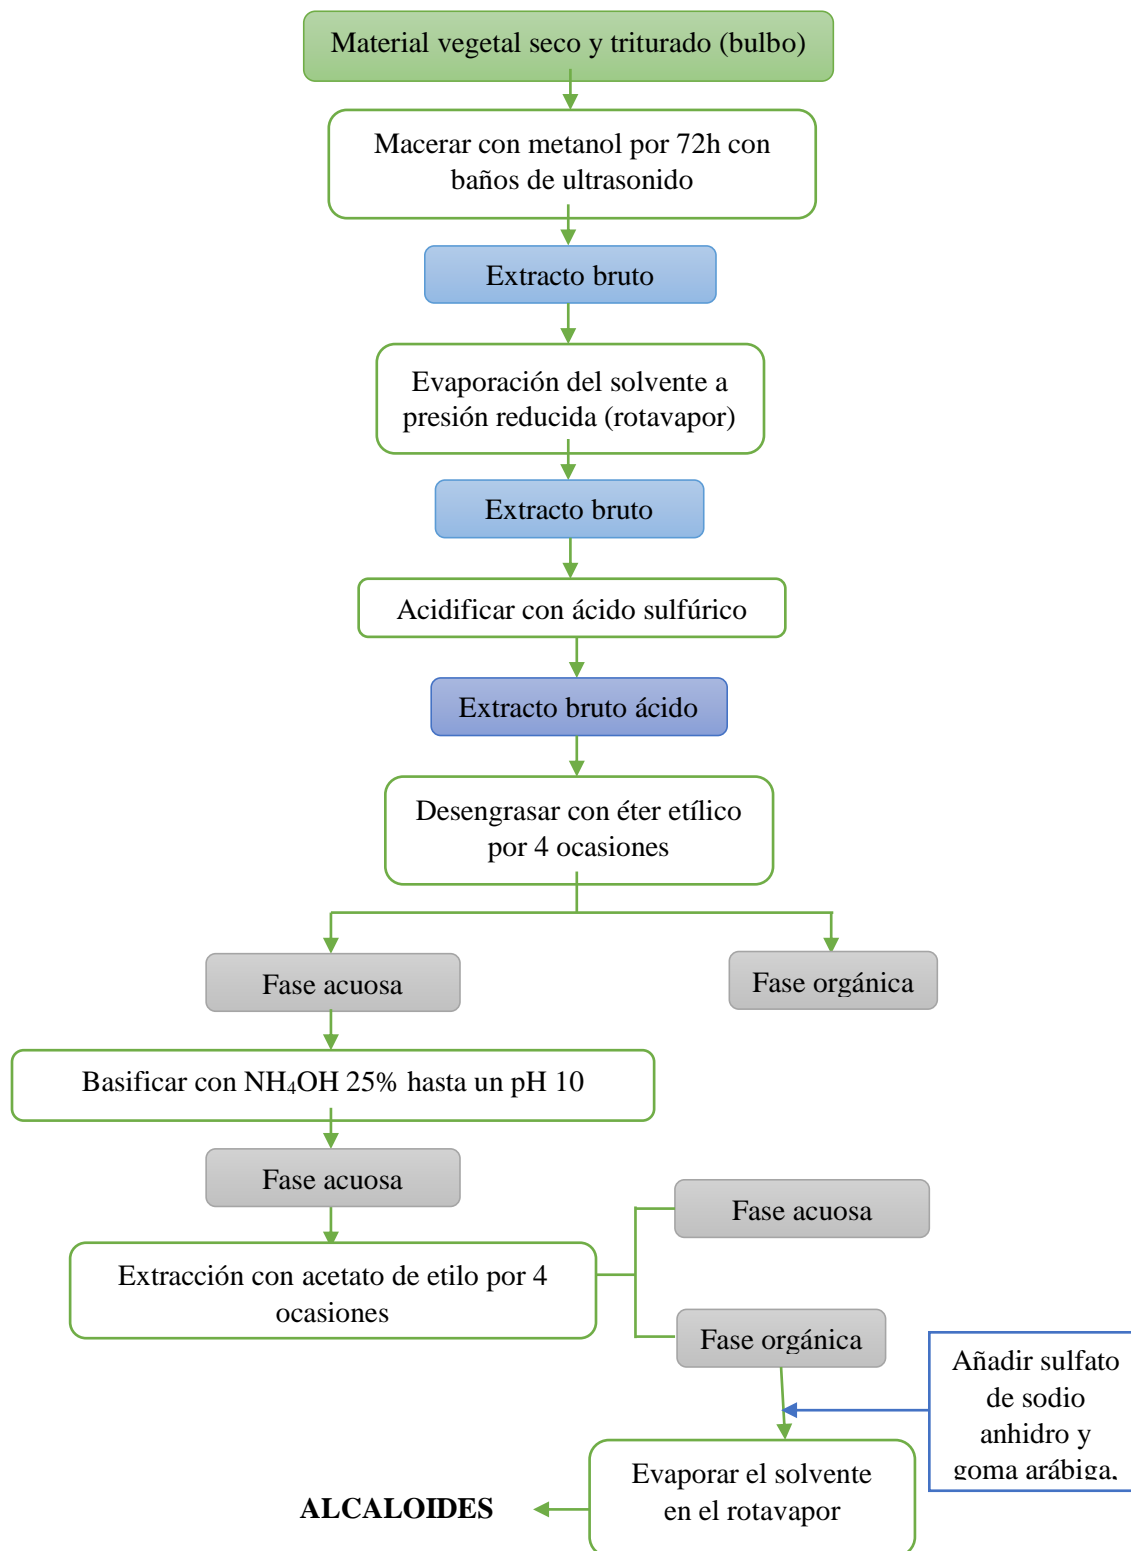 Material vegetal seco y triturado (bulbo)
Macerar con metanol por 72h con
baños de ultrasonido
Extracto bruto
Evaporación del solvente a
presión reducida (rotavapor)
Extracto bruto
Acidificar con ácido sulfúrico
Extracto bruto ácido
Desengrasar con éter etílico
por 4 ocasiones
Fase acuosa
Fase orgánica
Basificar con NH₄OH 25% hasta un pH 10
Fase acuosa
Extracción con acetato de etilo por 4
ocasiones
Fase acuosa
Fase orgánica
Añadir sulfato
de sodio
anhidro y
goma arábiga,
Evaporar el solvente
en el rotavapor
ALCALOIDES